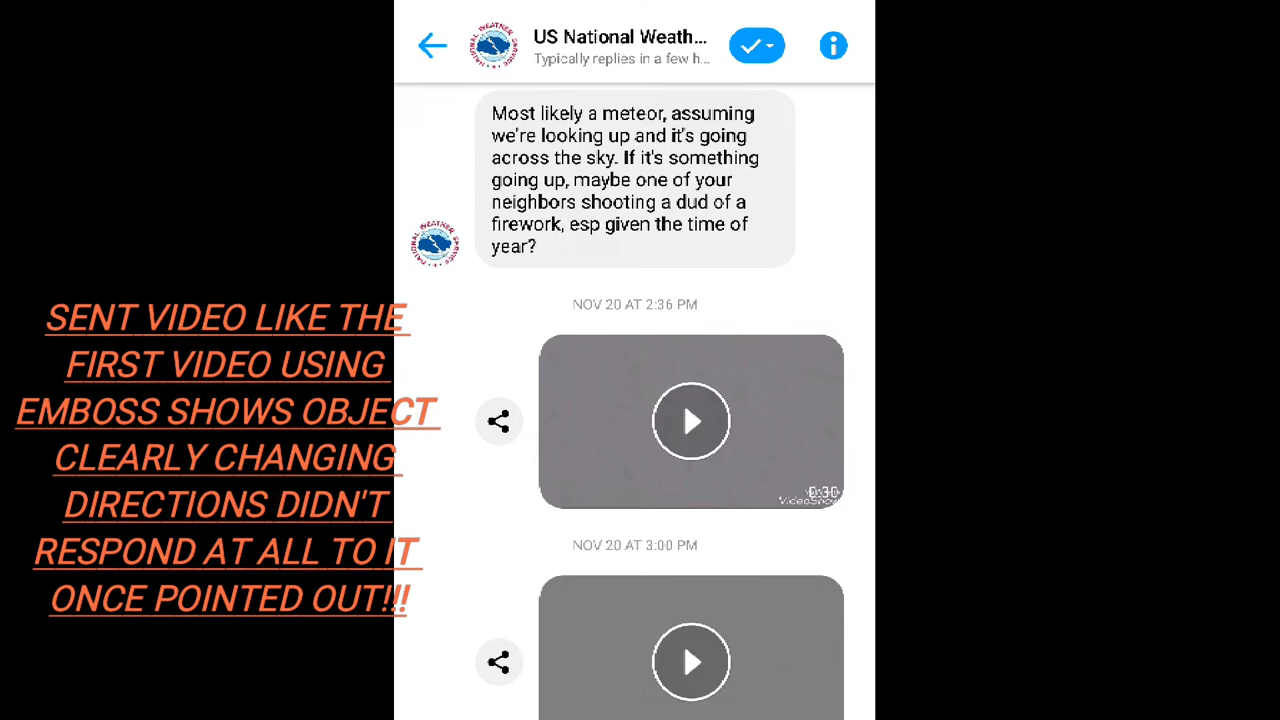 US National Weath...
Typically replies in a few h...
Most likely a meteor, assuming
we're looking up and it's going
across the sky. If it's something
going up, maybe one of your
neighbors shooting a dud of a
firework, esp given the time of
year?
NOV 20 AT 2:36 PM
0:30
VideoShow
NOV 20 AT 3:00 PM
SENT VIDEO LIKE THE
FIRST VIDEO USING
EMBOSS SHOWS OBJECT
CLEARLY CHANGING
DIRECTIONS DIDN'T
RESPOND AT ALL TO IT
ONCE POINTED OUT!!!